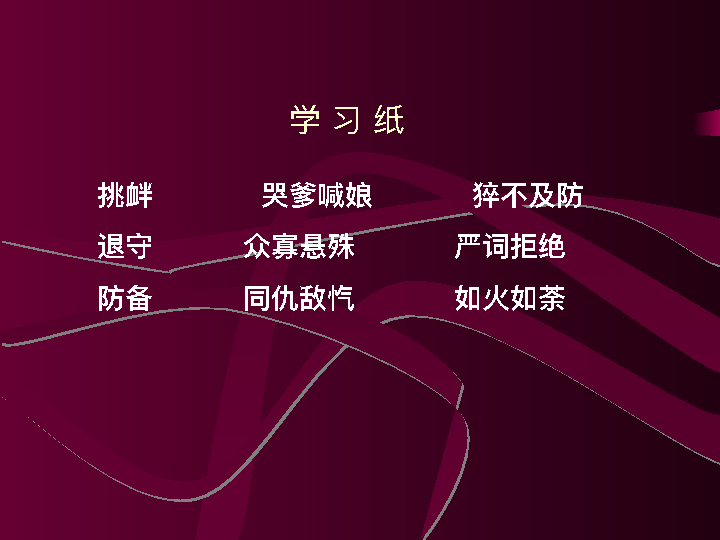 学 习 纸
挑衅 哭爹喊娘 猝不及防
退守 众寡悬殊 严词拒绝
防备 同仇敌忾 如火如荼